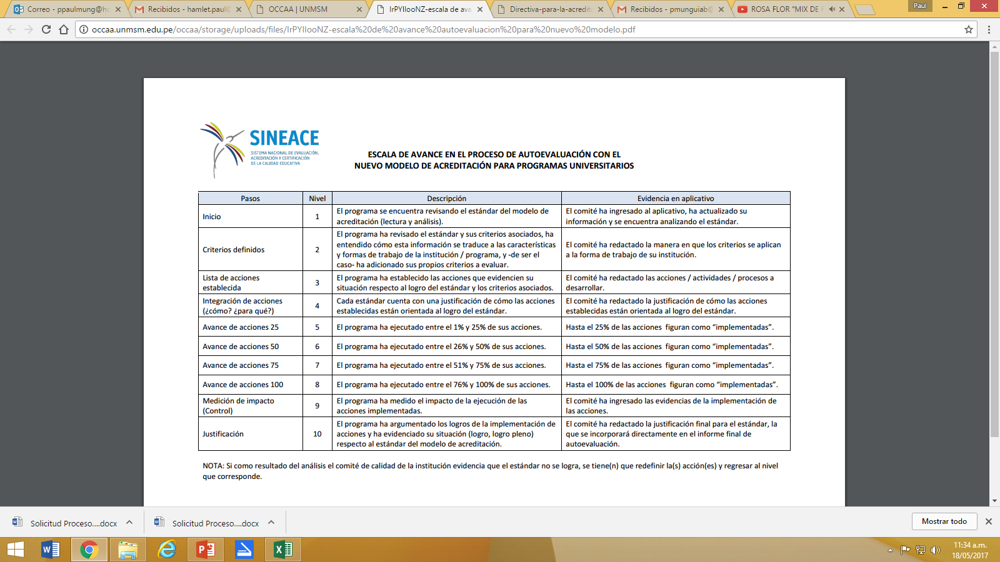 Correo - ppaulmung@ho
Recibidos - hamlet.paul@
OCCAA | UNMSM
IrPYIlooNZ-escala de ava
Directiva-para-la-acredit
Recibidos - pmunguiab@
ROSA FLOR "MIX DE
Paul
occaa.unmsm.edu.pe/occaa/storage/uploads/files/IrPYIlooNZ-escala%20de%20avance%20autoevaluacion%20para%20nuevo%20modelo.pdf
SINEACE
SISTEMA NACIONAL DE EVALUACIÓN,
ACREDITACIÓN Y CERTIFICACIÓN
DE LA CALIDAD EDUCATIVA
ESCALA DE AVANCE EN EL PROCESO DE AUTOEVALUACIÓN CON EL
NUEVO MODELO DE ACREDITACIÓN PARA PROGRAMAS UNIVERSITARIOS
Pasos
Nivel
Descripción
Evidencia en aplicativo
Inicio
1
El programa se encuentra revisando el estándar del modelo de
acreditación (lectura y análisis).
El comité ha ingresado al aplicativo, ha actualizado su
información y se encuentra analizando el estándar.
Criterios definidos
2
El programa ha revisado el estándar y sus criterios asociados, ha
entendido cómo esta información se traduce a las características
y formas de trabajo de la institución / programa, y -de ser el
caso- ha adicionado sus propios criterios a evaluar.
El comité ha redactado la manera en que los criterios se aplican
a la forma de trabajo de su institución.
Lista de acciones
establecida
3
El programa ha establecido las acciones que evidencien su
situación respecto al logro del estándar y los criterios asociados.
El comité ha redactado las acciones / actividades / procesos a
desarrollar.
Integración de acciones
(¿cómo? ¿para qué?)
4
Cada estándar cuenta con una justificación de cómo las acciones
establecidas están orientada al logro del estándar.
El comité ha redactado la justificación de cómo las acciones
establecidas están orientada al logro del estándar.
Avance de acciones 25
5
El programa ha ejecutado entre el 1% y 25% de sus acciones.
Hasta el 25% de las acciones figuran como “implementadas”.
Avance de acciones 50
6
El programa ha ejecutado entre el 26% y 50% de sus acciones.
Hasta el 50% de las acciones figuran como “implementadas”.
Avance de acciones 75
7
El programa ha ejecutado entre el 51% y 75% de sus acciones.
Hasta el 75% de las acciones figuran como “implementadas”.
Avance de acciones 100
8
El programa ha ejecutado entre el 76% y 100% de sus acciones.
Hasta el 100% de las acciones figuran como “implementadas”.
Medición de impacto
(Control)
9
El programa ha medido el impacto de la ejecución de las
acciones implementadas.
El comité ha ingresado las evidencias de la implementación de
las acciones.
Justificación
10
El programa ha argumentado los logros de la implementación de
acciones y ha evidenciado su situación (logro, logro pleno)
respecto al estándar del modelo de acreditación.
El comité ha redactado la justificación final para el estándar, la
que se incorporará directamente en el informe final de
autoevaluación.
NOTA: Si como resultado del análisis el comité de calidad de la institución evidencia que el estándar no se logra, se tiene(n) que redefinir la(s) acción(es) y regresar al nivel
que corresponde.
Solicitud Proceso....docx
Solicitud Proceso....docx
Mostrar todo
11:34 a.m.
18/05/2017